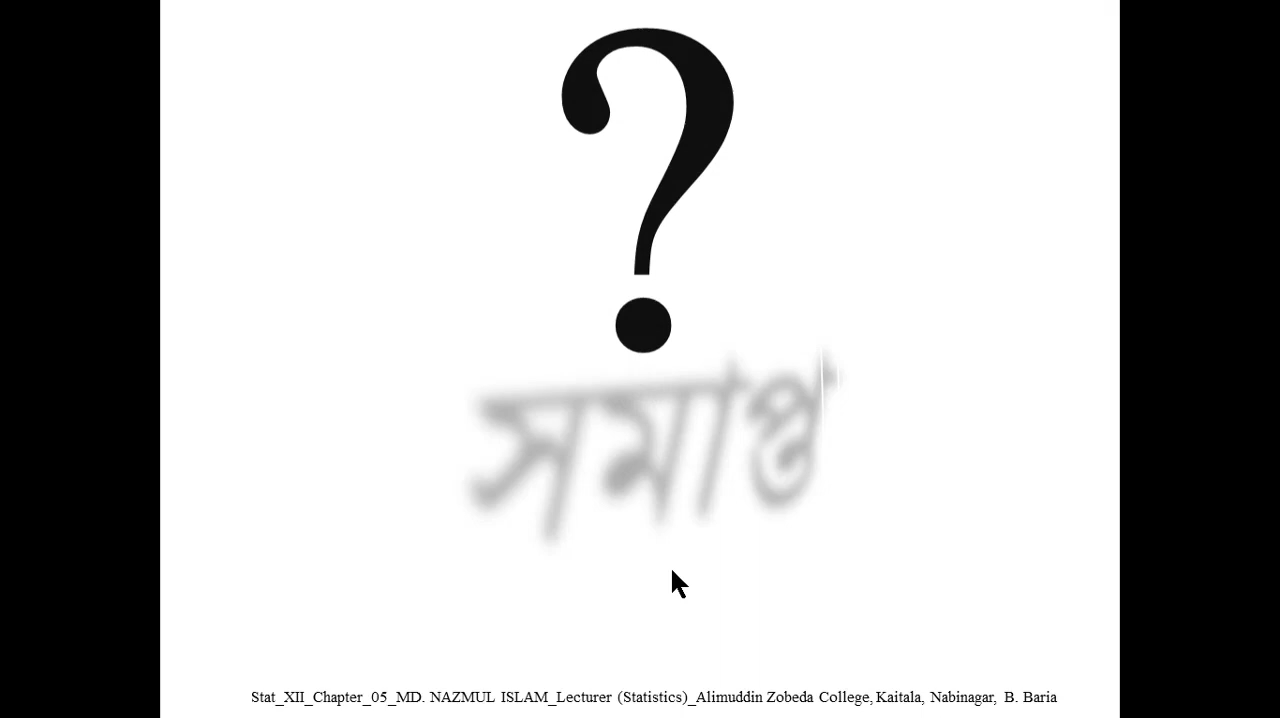 ?
সমাপ্ত
Stat_XII_Chapter_05_MD. NAZMUL ISLAM_Lecturer (Statistics)_Alimuddin Zobeda College, Kaitala, Nabinagar, B. Baria